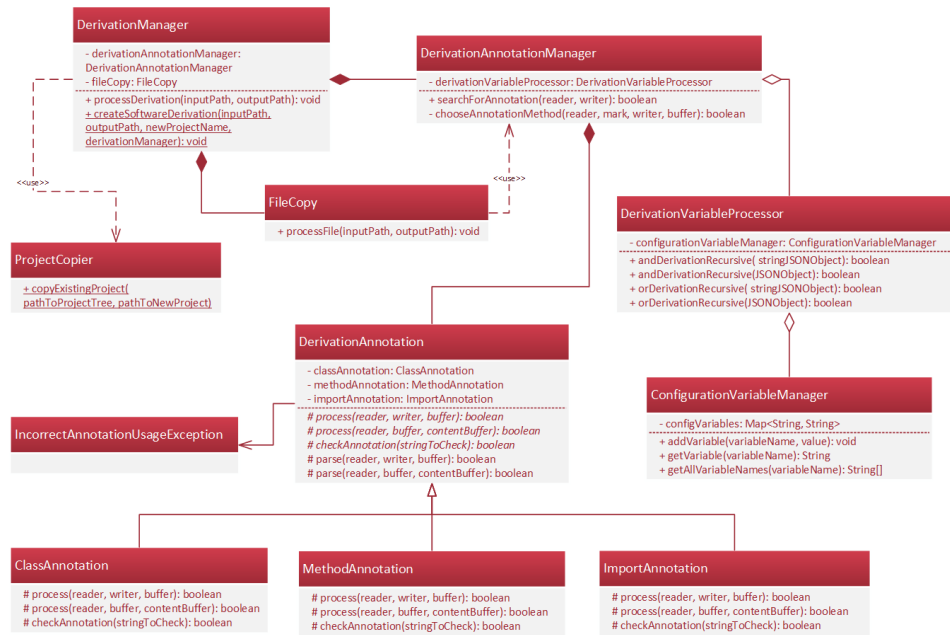 DerivationManager
- derivationAnnotationManager:
DerivationAnnotationManager
- fileCopy: FileCopy
+ processDerivation(inputPath, outputPath): void
+ createSoftwareDerivation(inputPath,
outputPath, newProjectName,
derivationManager): void
DerivationAnnotationManager
- derivationVariableProcessor: DerivationVariableProcessor
+ searchForAnnotation(reader, writer): boolean
- chooseAnnotationMethod(reader, mark, writer, buffer): boolean
<<use>>
<<use>>
FileCopy
+ processFile(inputPath, outputPath): void
DerivationVariableProcessor
- configurationVariableManager: ConfigurationVariableManager
+ andDerivationRecursive( stringJSONObject): boolean
+ andDerivationRecursive(JSONObject): boolean
+ orDerivationRecursive( stringJSONObject): boolean
+ orDerivationRecursive(JSONObject): boolean
ProjectCopier
+ copyExistingProject(
pathToProjectTree, pathToNewProject)
DerivationAnnotation
- classAnnotation: ClassAnnotation
- methodAnnotation: MethodAnnotation
- importAnnotation: ImportAnnotation
# process(reader, writer, buffer): boolean
# process(reader, buffer, contentBuffer): boolean
# checkAnnotation(stringToCheck): boolean
# parse(reader, writer, buffer): boolean
# parse(reader, buffer, contentBuffer): boolean
IncorrectAnnotationUsageException
ConfigurationVariableManager
- configVariables: Map<String, String>
+ addVariable(variableName, value): void
+ getVariable(variableName): String
+ getAllVariableNames(variableName): String[]
ClassAnnotation
# process(reader, writer, buffer): boolean
# process(reader, buffer, contentBuffer): boolean
# checkAnnotation(stringToCheck): boolean
MethodAnnotation
# process(reader, writer, buffer): boolean
# process(reader, buffer, contentBuffer): boolean
# checkAnnotation(stringToCheck): boolean
ImportAnnotation
# process(reader, writer, buffer): boolean
# process(reader, buffer, contentBuffer): boolean
# checkAnnotation(stringToCheck): boolean